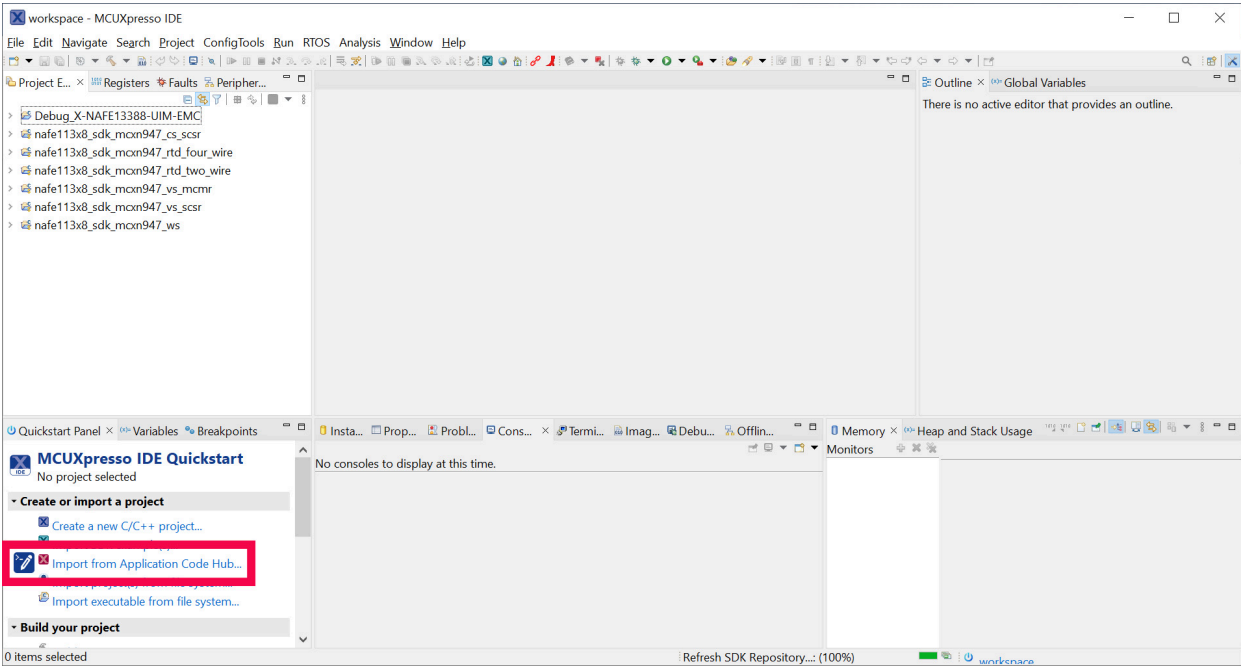 workspace - MCUXpresso IDE
File Edit Navigate Search Project ConfigTools Run RTOS Analysis Window Help
Project E... Registers Faults Peripher...
Outline Global Variables
There is no active editor that provides an outline.
Debug_X-NAFE13388-UIM-EMC
nafe113x8_sdk_mcxn947_cs_scsr
nafe113x8_sdk_mcxn947_rtd_four_wire
nafe113x8_sdk_mcxn947_rtd_two_wire
nafe113x8_sdk_mcxn947_vs_mcmr
nafe113x8_sdk_mcxn947_vs_scsr
nafe113x8_sdk_mcxn947_ws
Quickstart Panel Variables Breakpoints
MCUXpresso IDE Quickstart
IDE
No project selected
Create or import a project
Create a new C/C++ project...
Import from Application Code Hub...
Import executable from file system...
Build your project
Insta... Prop... Probl... Cons... Termi... Imag... Debu... Offlin...
No consoles to display at this time.
Memory Heap and Stack Usage
Monitors
0 items selected
Refresh SDK Repository...: (100%)
workspace